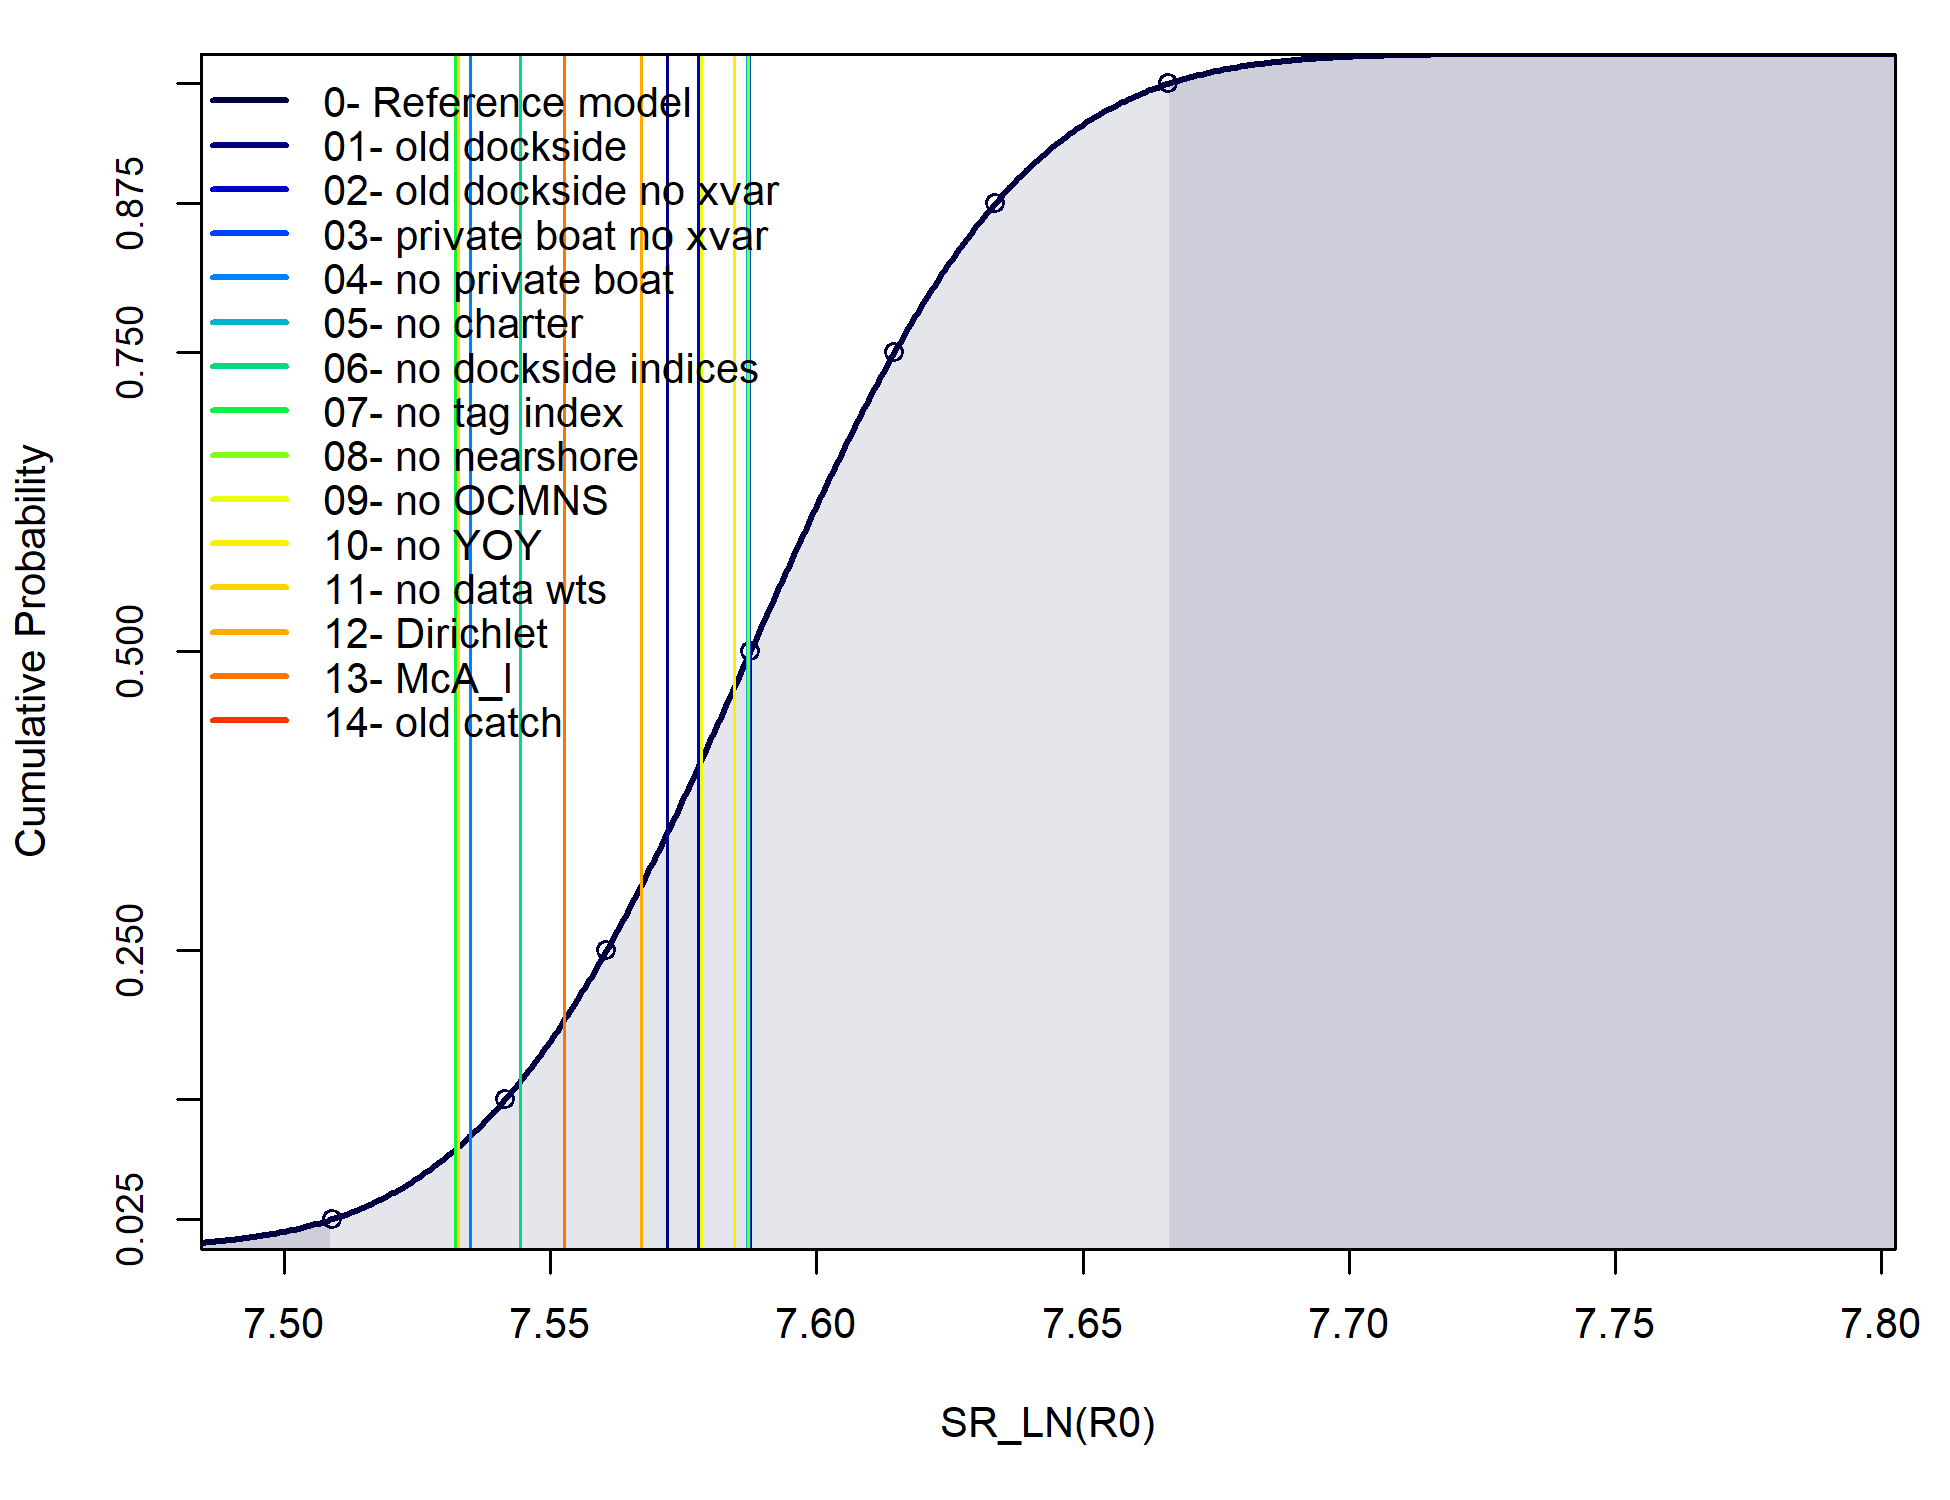 0- Reference model
01- old dockside
02- old dockside no xvar
03- private boat no xvar
04- no private boat
05- no charter
06- no dockside indices
07- no tag index
08- no nearshore
09- no OCMNS
10- no YOY
11- no data wts
12- Dirichlet
13- McA_I
14- old catch
Cumulative Probability
0.875
0.750
0.500
0.250
0.025
7.50 7.55 7.60 7.65 7.70 7.75 7.80
SR_LN(R0)